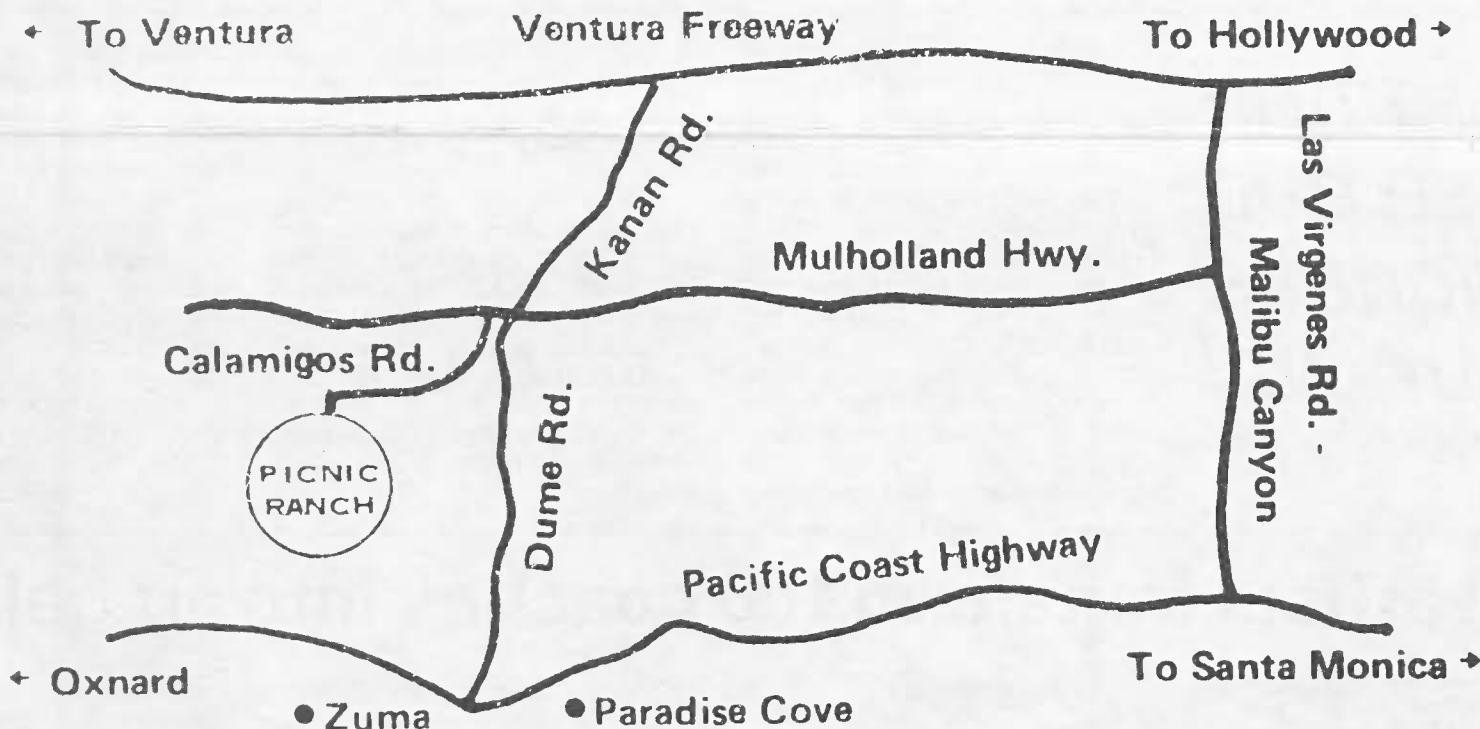 ← To Ventura
Ventura Freeway
To Hollywood →
Kanan Rd.
Las Virgenes Rd. -
Malibu Canyon
Mulholland Hwy.
Calamigos Rd.
Dume Rd.
PICNIC
RANCH
Pacific Coast Highway
← Oxnard
To Santa Monica →
Zuma
Paradise Cove